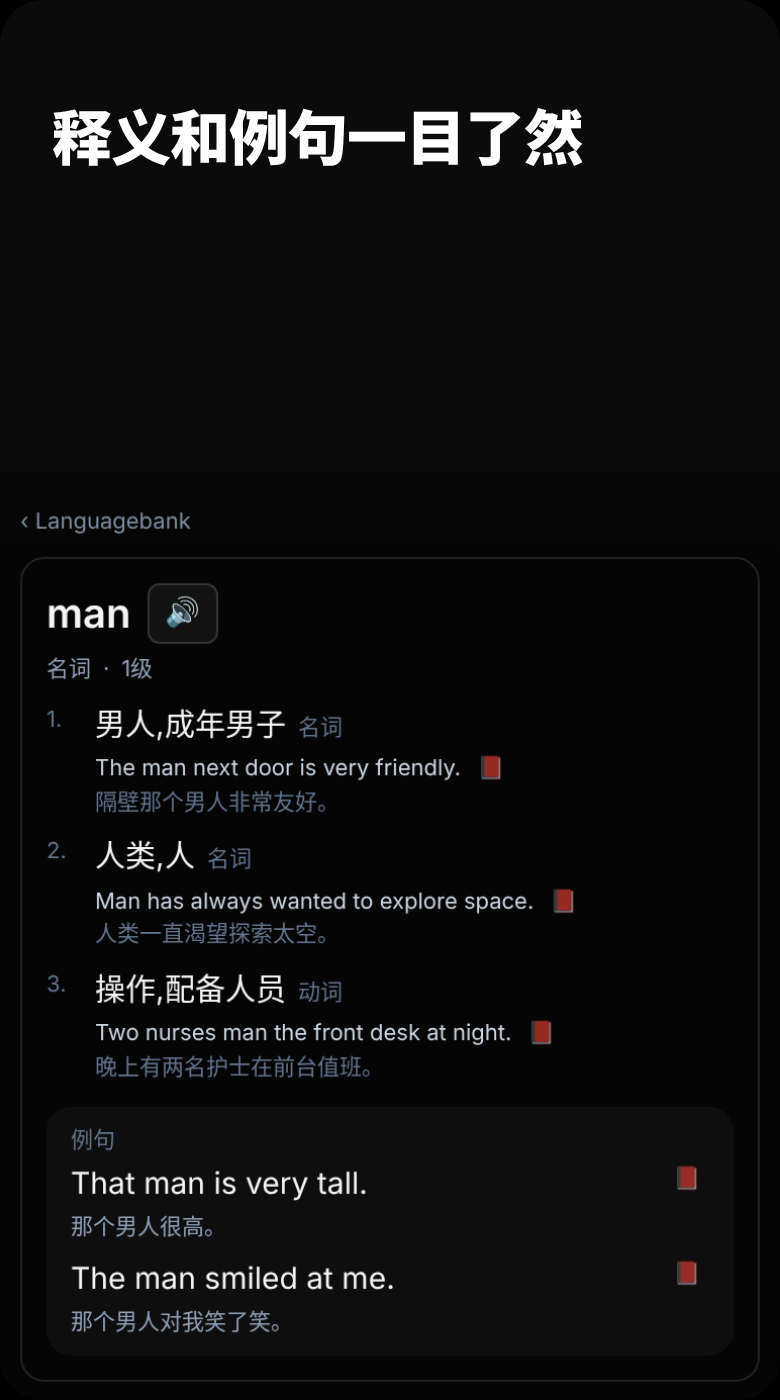 释义和例句一目了然
‹ Languagebank
man
名词 · 1级
1. 男人,成年男子 名词
The man next door is very friendly.
隔壁那个男人非常友好。
2. 人类,人 名词
Man has always wanted to explore space.
人类一直渴望探索太空。
3. 操作,配备人员 动词
Two nurses man the front desk at night.
晚上有两名护士在前台值班。
例句
That man is very tall.
那个男人很高。
The man smiled at me.
那个男人对我笑了笑。